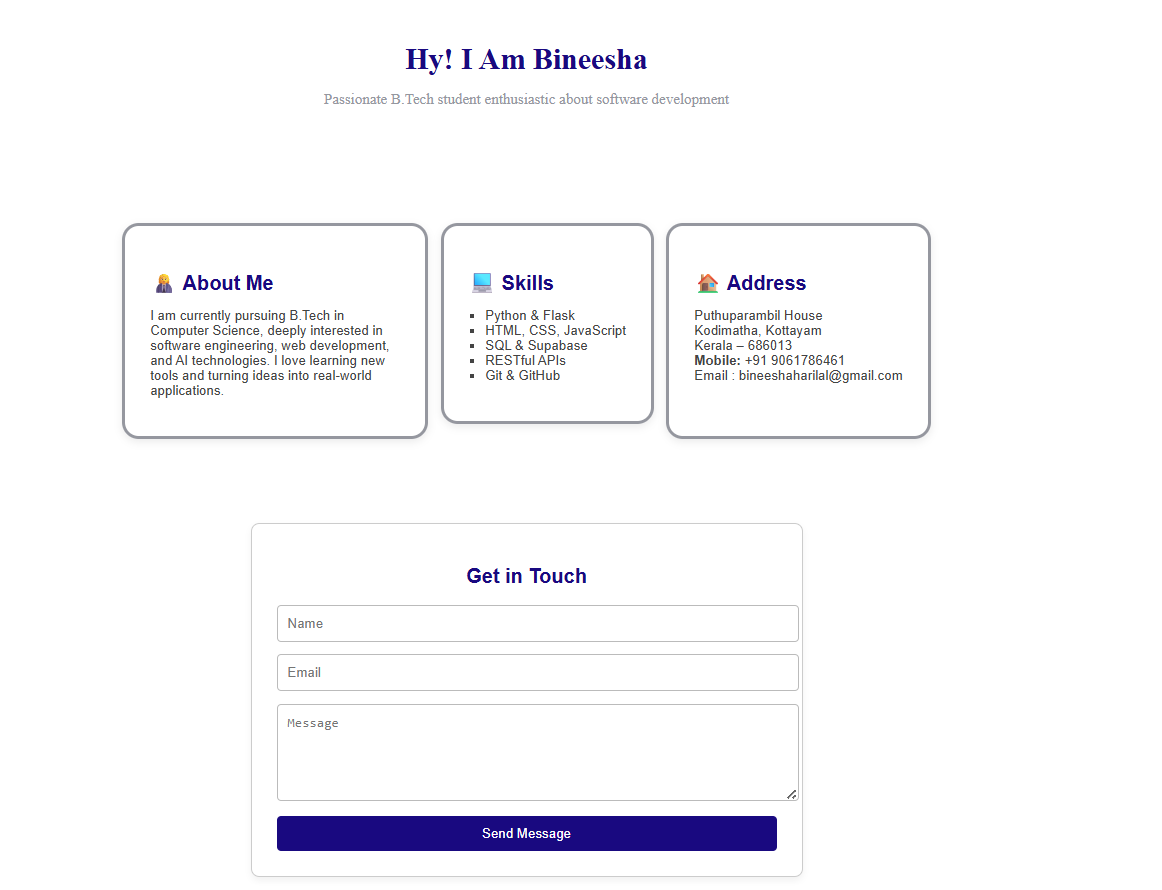 Hy! I Am Bineesha
Passionate B.Tech student enthusiastic about software development
About Me
I am currently pursuing B.Tech in
Computer Science, deeply interested in
software engineering, web development,
and AI technologies. I love learning new
tools and turning ideas into real-world
applications.
Skills
Python & Flask
HTML, CSS, JavaScript
SQL & Supabase
RESTful APIs
Git & GitHub
Address
Puthuparambil House
Kodimatha, Kottayam
Kerala – 686013
Mobile: +91 9061786461
Email : bineeshaharilal@gmail.com
Get in Touch
Name
Email
Message
Send Message